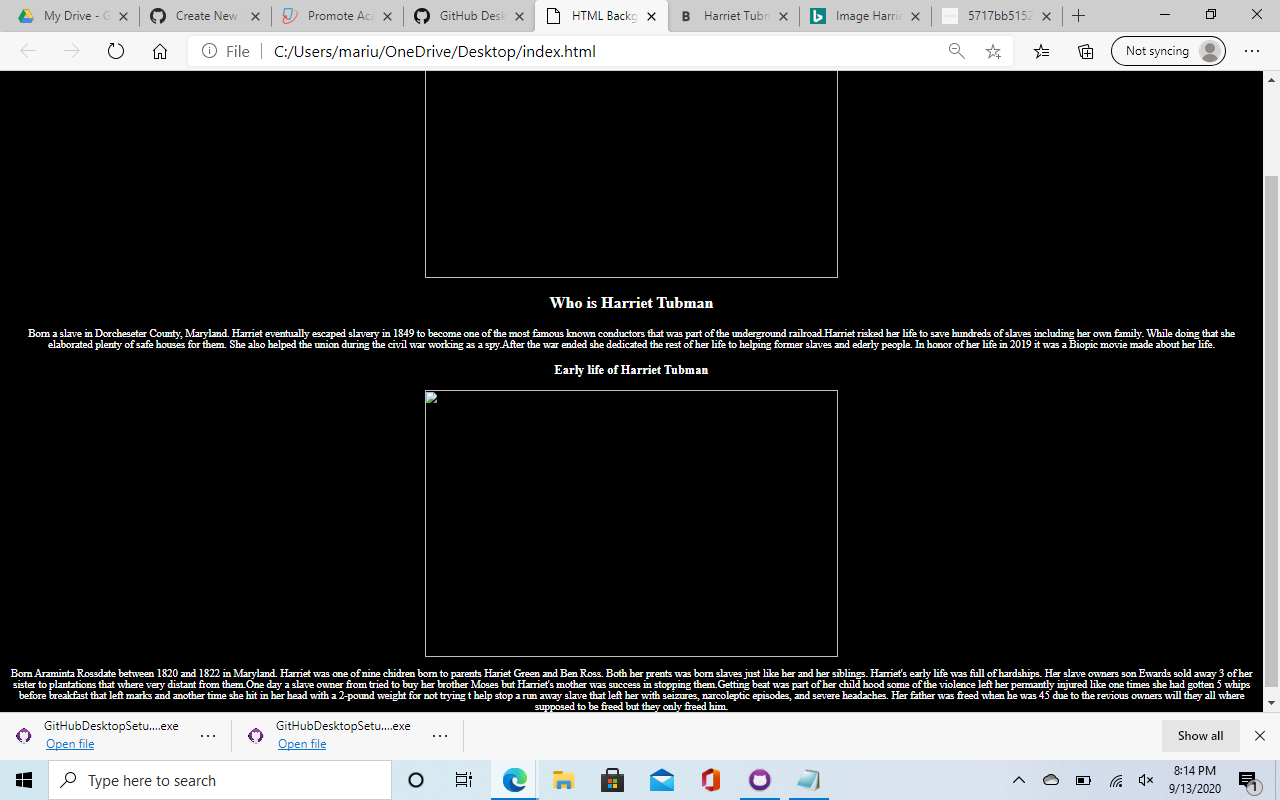 My Drive - G
Create New
Promote Aca
GitHub Desk
HTML Backg
Harriet Tubm
Image Harrie
5717bb5152
File
C:/Users/mariu/OneDrive/Desktop/index.html
Not syncing
Who is Harriet Tubman
Born a slave in Dorcheseter County, Maryland. Harriet eventually escaped slavery in 1849 to become one of the most famous known conductors that was part of the underground railroad.Harriet risked her life to save hundreds of slaves including her own family. While doing that she
elaborated plenty of safe houses for them. She also helped the union during the civil war working as a spy.After the war ended she dedicated the rest of her life to helping former slaves and ederly people. In honor of her life in 2019 it was a Biopic movie made about her life.
Early life of Harriet Tubman
Born Araminta Rossdate between 1820 and 1822 in Maryland. Harriet was one of nine chidren born to parents Hariet Green and Ben Ross. Both her prents was born slaves just like her and her siblings. Harriet's early life was full of hardships. Her slave owners son Ewards sold away 3 of her
sister to plantations that where very distant from them.One day a slave owner from tried to buy her brother Moses but Harriet's mother was success in stopping them.Getting beat was part of her child hood some of the violence left her permantly injured like one times she had gotten 5 whips
before breakfast that left marks and another time she hit in her head with a 2-pound weight for not trying t help stop a run away slave that left her with seizures, narcoleptic episodes, and severe headaches. Her father was freed when he was 45 due to the revious owners will they all where
supposed to be freed but they only freed him.
GitHubDesktopSetu....exe
Open file
GitHubDesktopSetu....exe
Open file
Show all
Type here to search
8:14 PM
9/13/2020
1